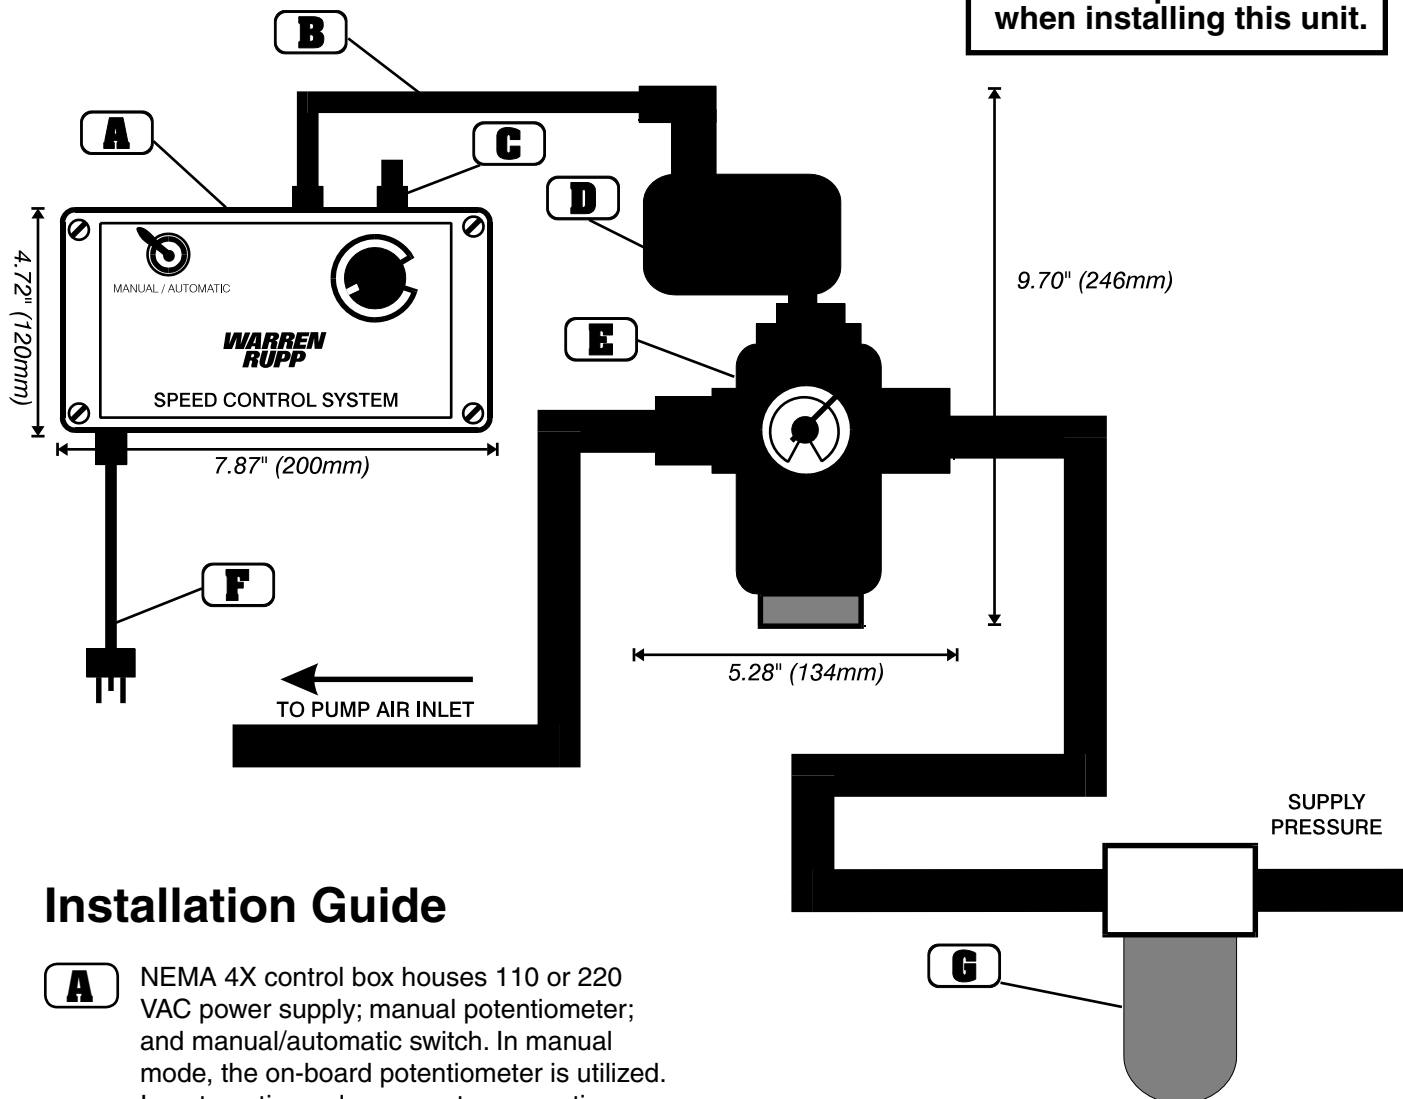 when installing this unit.
B
A
C
D
MANUAL / AUTOMATIC
4.72" (120mm)
9.70" (246mm)
WARREN
RUPP
E
SPEED CONTROL SYSTEM
7.87" (200mm)
F
5.28" (134mm)
TO PUMP AIR INLET
SUPPLY
PRESSURE
Installation Guide
G
A
NEMA 4X control box houses 110 or 220
VAC power supply; manual potentiometer;
and manual/automatic switch. In manual
mode, the on-board potentiometer is utilized.